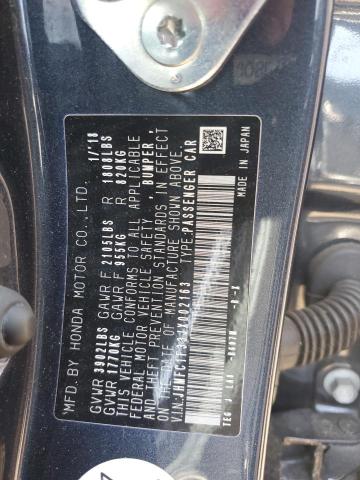 MFD. BY HONDA MOTOR CO.,LTD. 1/'18
GVWR 3902LBS GAWR F 2105LBS R 1808LBS
GVWR 1770KG GAWR F 955KG R 820KG
THIS VEHICLE CONFORMS TO ALL APPLICABLE
FEDERAL MOTOR VEHICLE SAFETY, BUMPER,
AND THEFT PREVENTION STANDARDS IN EFFECT
ON THE DATE OF MANUFACTURE SHOWN ABOVE.
V.I.N.: TYPE:PASSENGER CAR
TEG
MADE IN JAPAN